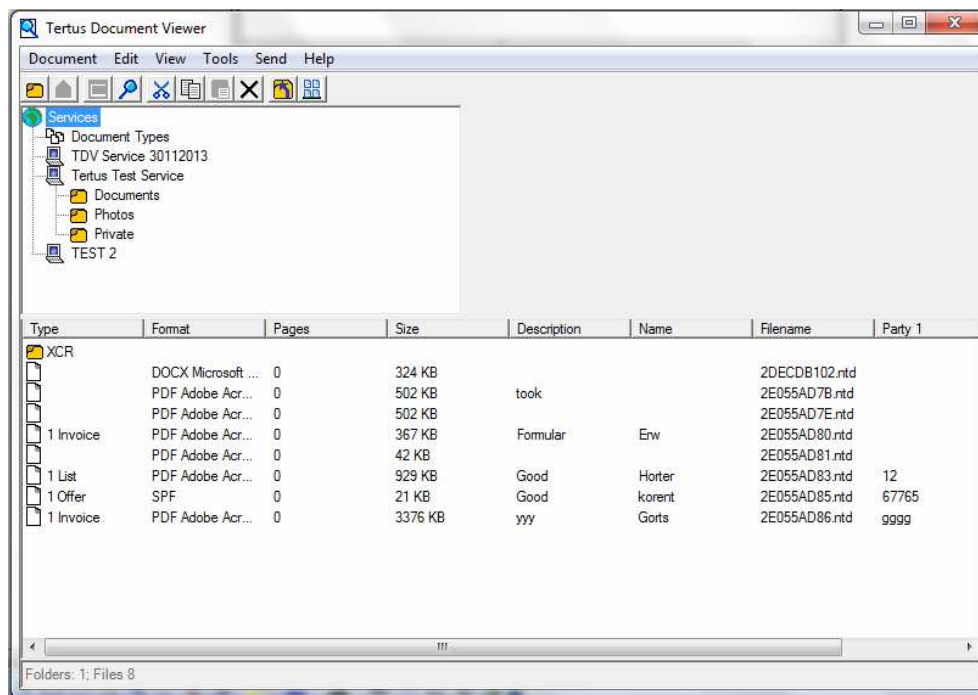 Tertus Document Viewer
Document Edit View Tools Send Help
Services
Document Types
TDV Service 30112013
Tertus Test Service
Documents
Photos
Private
TEST 2
Type Format Pages Size Description Name Filename Party 1
XCR
DOCX Microsoft ... 0 324 KB 2DECDB102.ntd
PDF Adobe Acr... 0 502 KB took 2E055AD7B.ntd
PDF Adobe Acr... 0 502 KB 2E055AD7E.ntd
1 Invoice PDF Adobe Acr... 0 367 KB Formular Erw 2E055AD80.ntd
PDF Adobe Acr... 0 42 KB 2E055AD81.ntd
1 List PDF Adobe Acr... 0 929 KB Good Horter 2E055AD83.ntd 12
1 Offer SPF 0 21 KB Good korent 2E055AD85.ntd 67765
1 Invoice PDF Adobe Acr... 0 3376 KB yyy Gorts 2E055AD86.ntd gggg
Folders: 1; Files 8